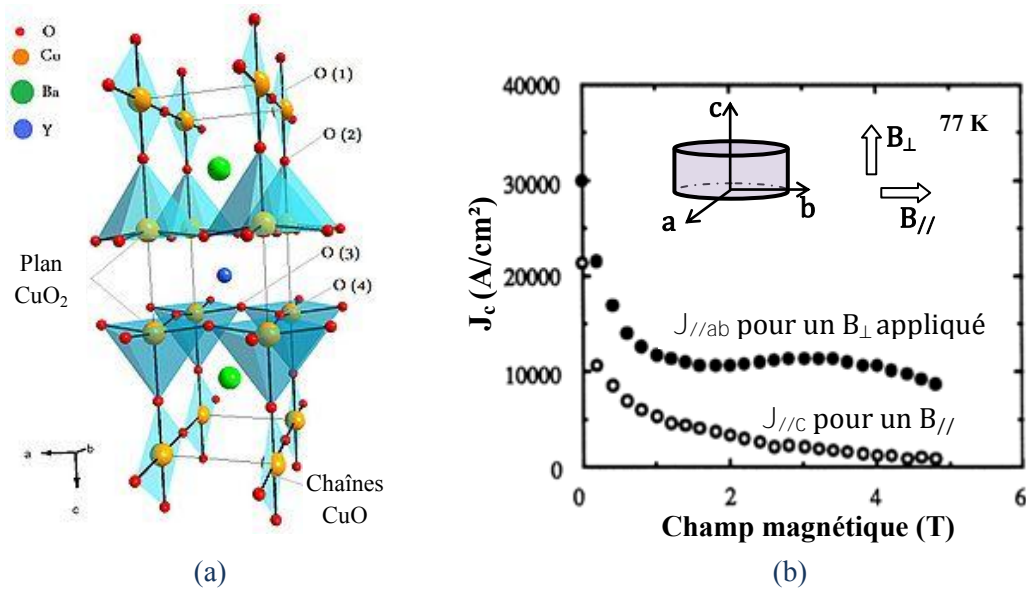 O
Cu
Ba
Y
O (1)
O (2)
O (3)
O (4)
Plan
CuO₂
Chaînes
CuO
a
b
c
(a)
40000
30000
20000
10000
0
J_c (A/cm²)
77 K
c
a
b
B⊥
B//
J//ab pour un B⊥ appliqué
J//c pour un B//
0
2
4
6
Champ magnétique (T)
(b)